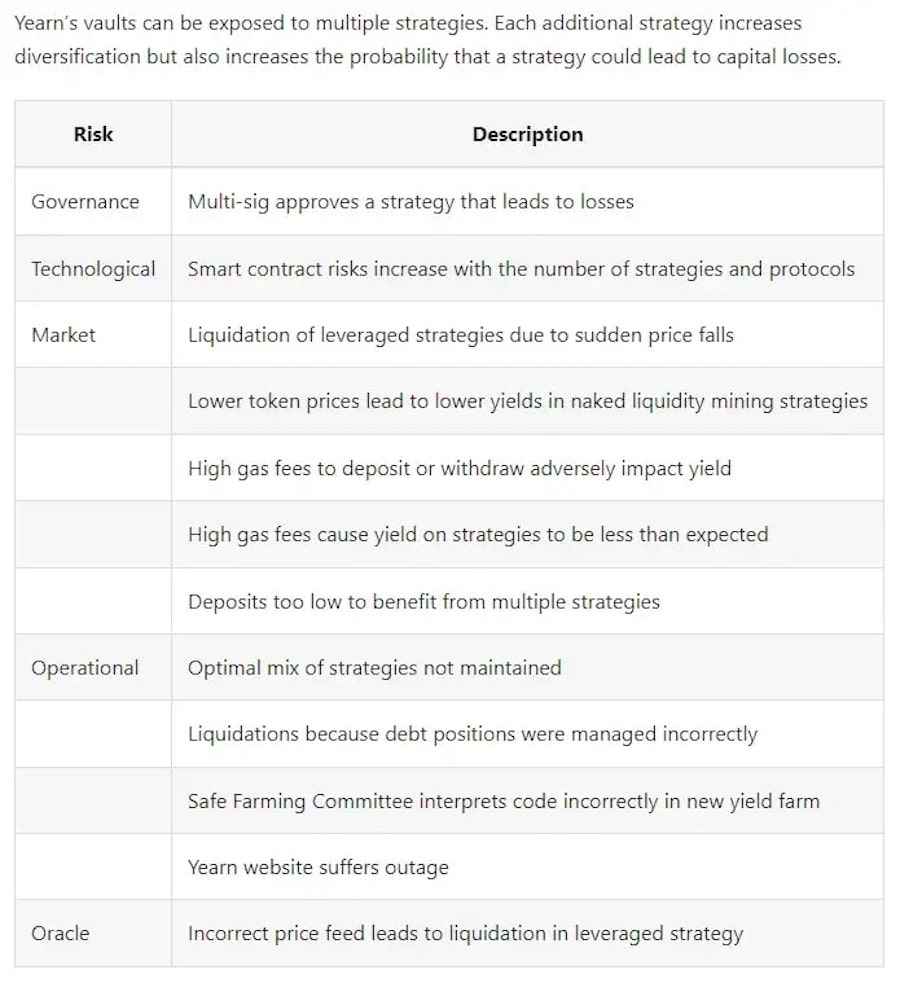 Yearn's vaults can be exposed to multiple strategies. Each additional strategy increases
diversification but also increases the probability that a strategy could lead to capital losses.
Risk Description
Governance Multi-sig approves a strategy that leads to losses
Technological Smart contract risks increase with the number of strategies and protocols
Market Liquidation of leveraged strategies due to sudden price falls
Lower token prices lead to lower yields in naked liquidity mining strategies
High gas fees to deposit or withdraw adversely impact yield
High gas fees cause yield on strategies to be less than expected
Deposits too low to benefit from multiple strategies
Operational Optimal mix of strategies not maintained
Liquidations because debt positions were managed incorrectly
Safe Farming Committee interprets code incorrectly in new yield farm
Yearn website suffers outage
Oracle Incorrect price feed leads to liquidation in leveraged strategy